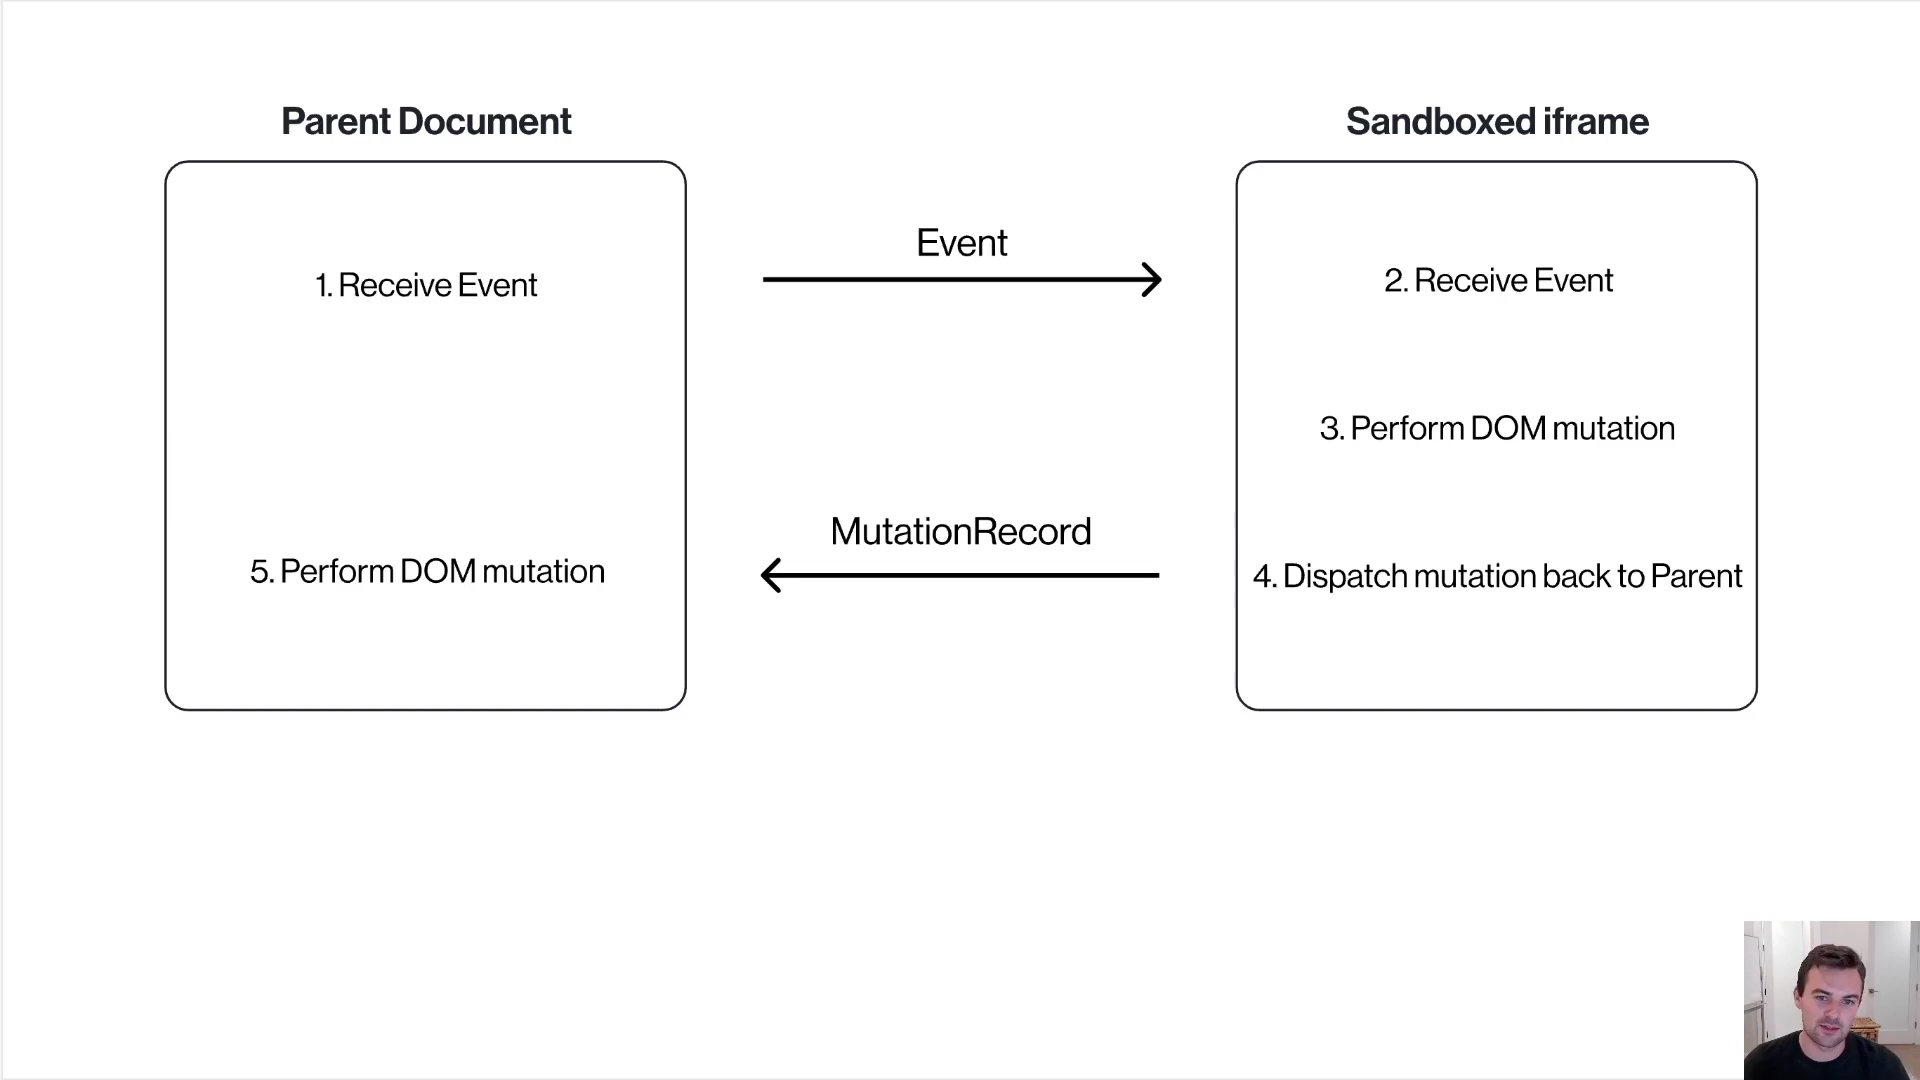 Parent Document
Sandboxed iframe
1. Receive Event
Event
2. Receive Event
3. Perform DOM mutation
MutationRecord
4. Dispatch mutation back to Parent
5. Perform DOM mutation